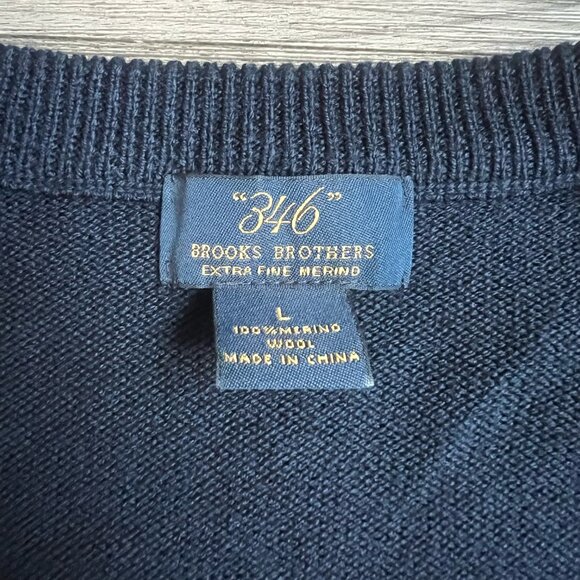 "346"
BROOKS BROTHERS
EXTRA FINE MERINO
L
100% MERINO
WOOL
MADE IN CHINA